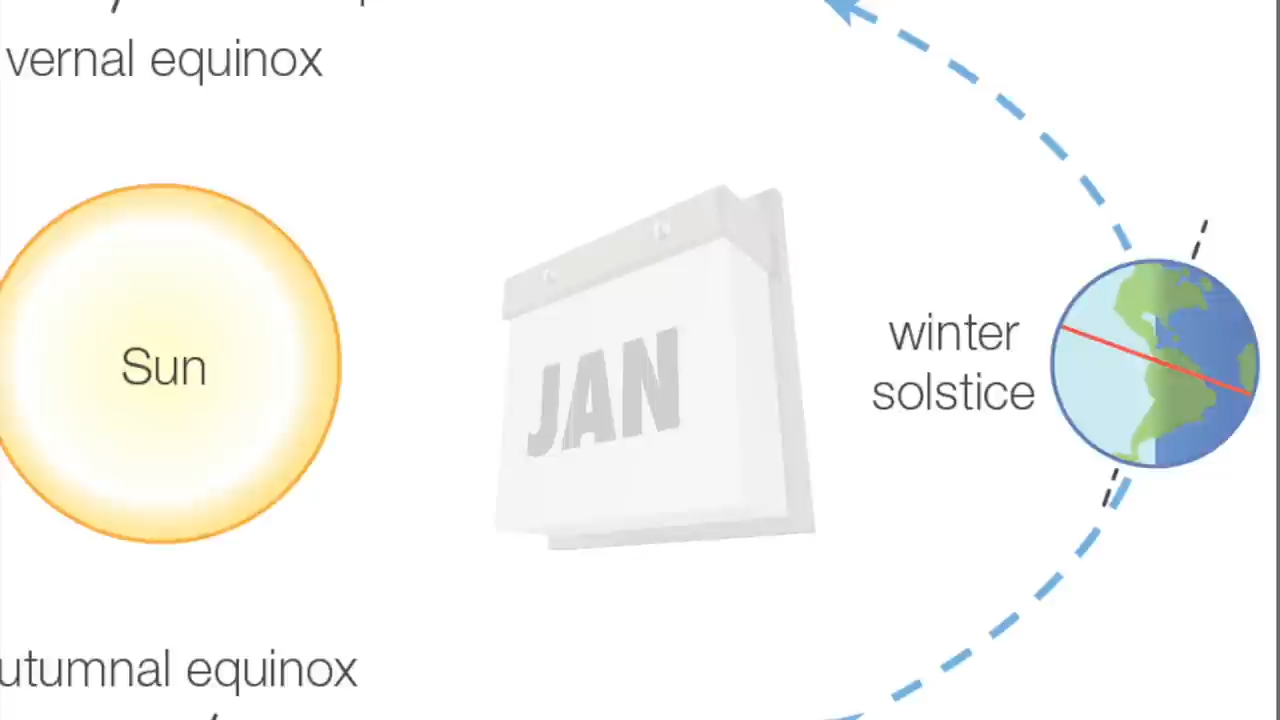 vernal equinox
Sun
JAN
winter
solstice
utumnal equinox